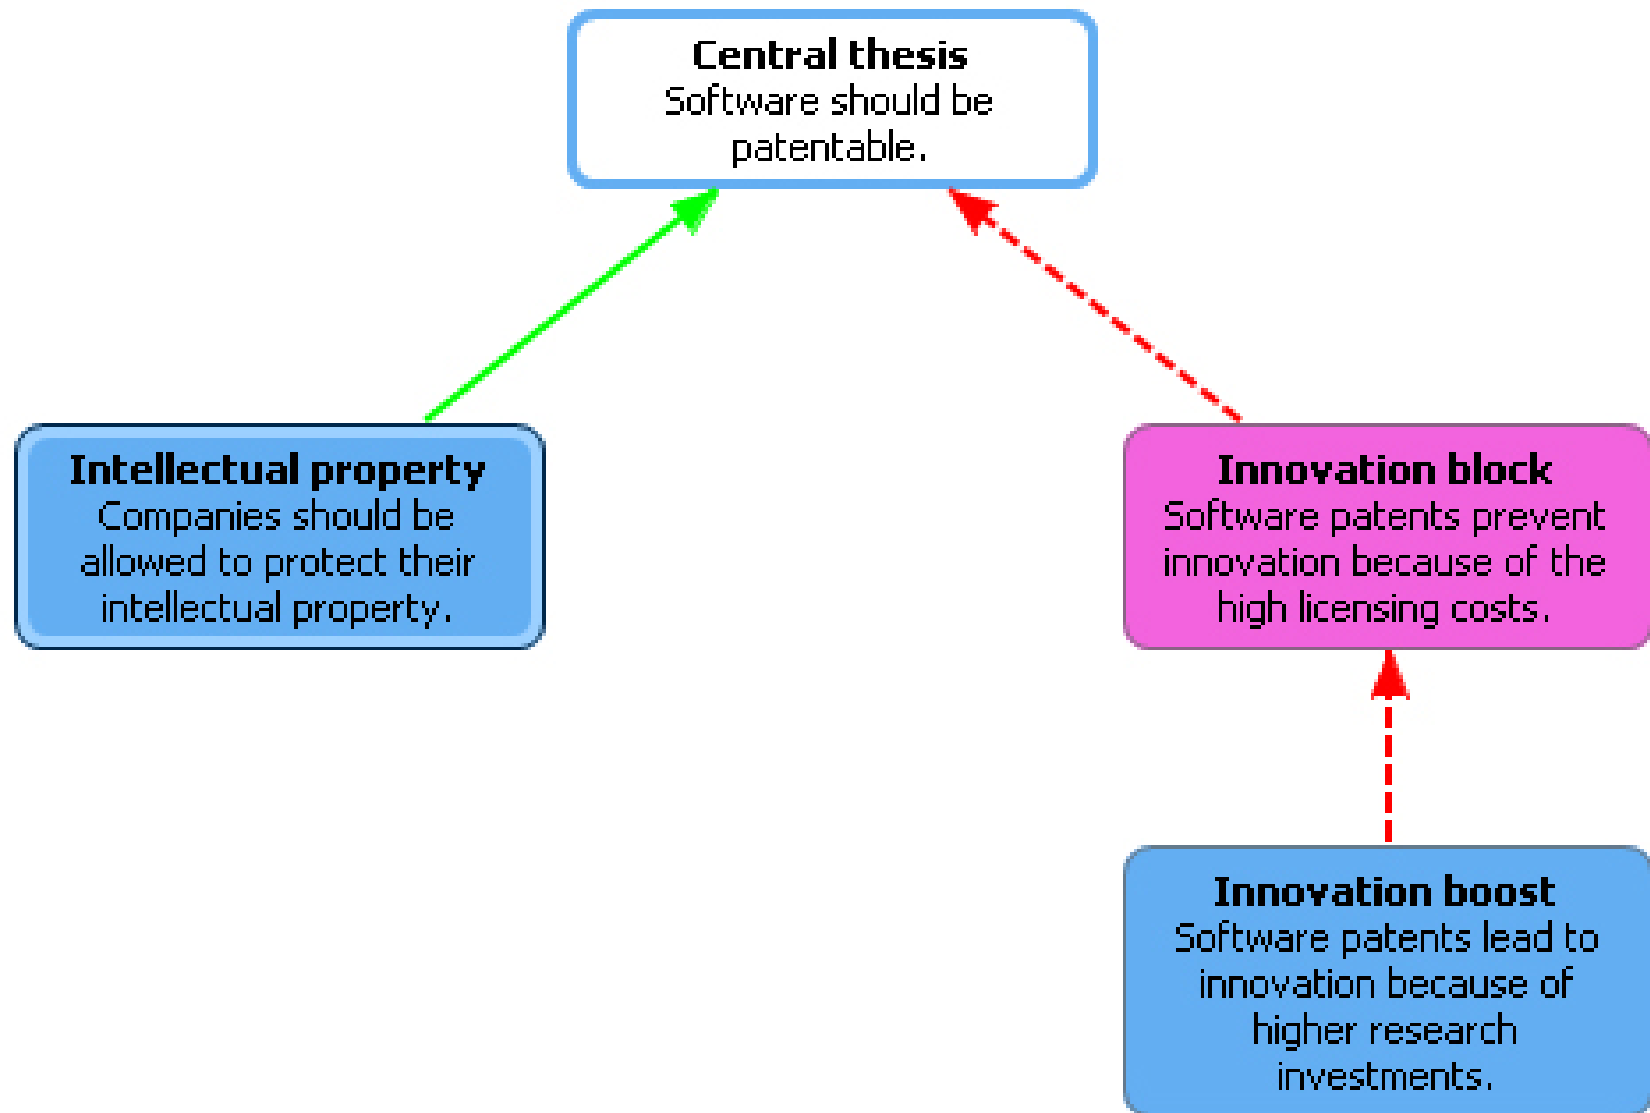 Central thesis
Software should be
patentable.
Intellectual property
Companies should be
allowed to protect their
intellectual property.
Innovation block
Software patents prevent
innovation because of the
high licensing costs.
Innovation boost
Software patents lead to
innovation because of
higher research
investments.